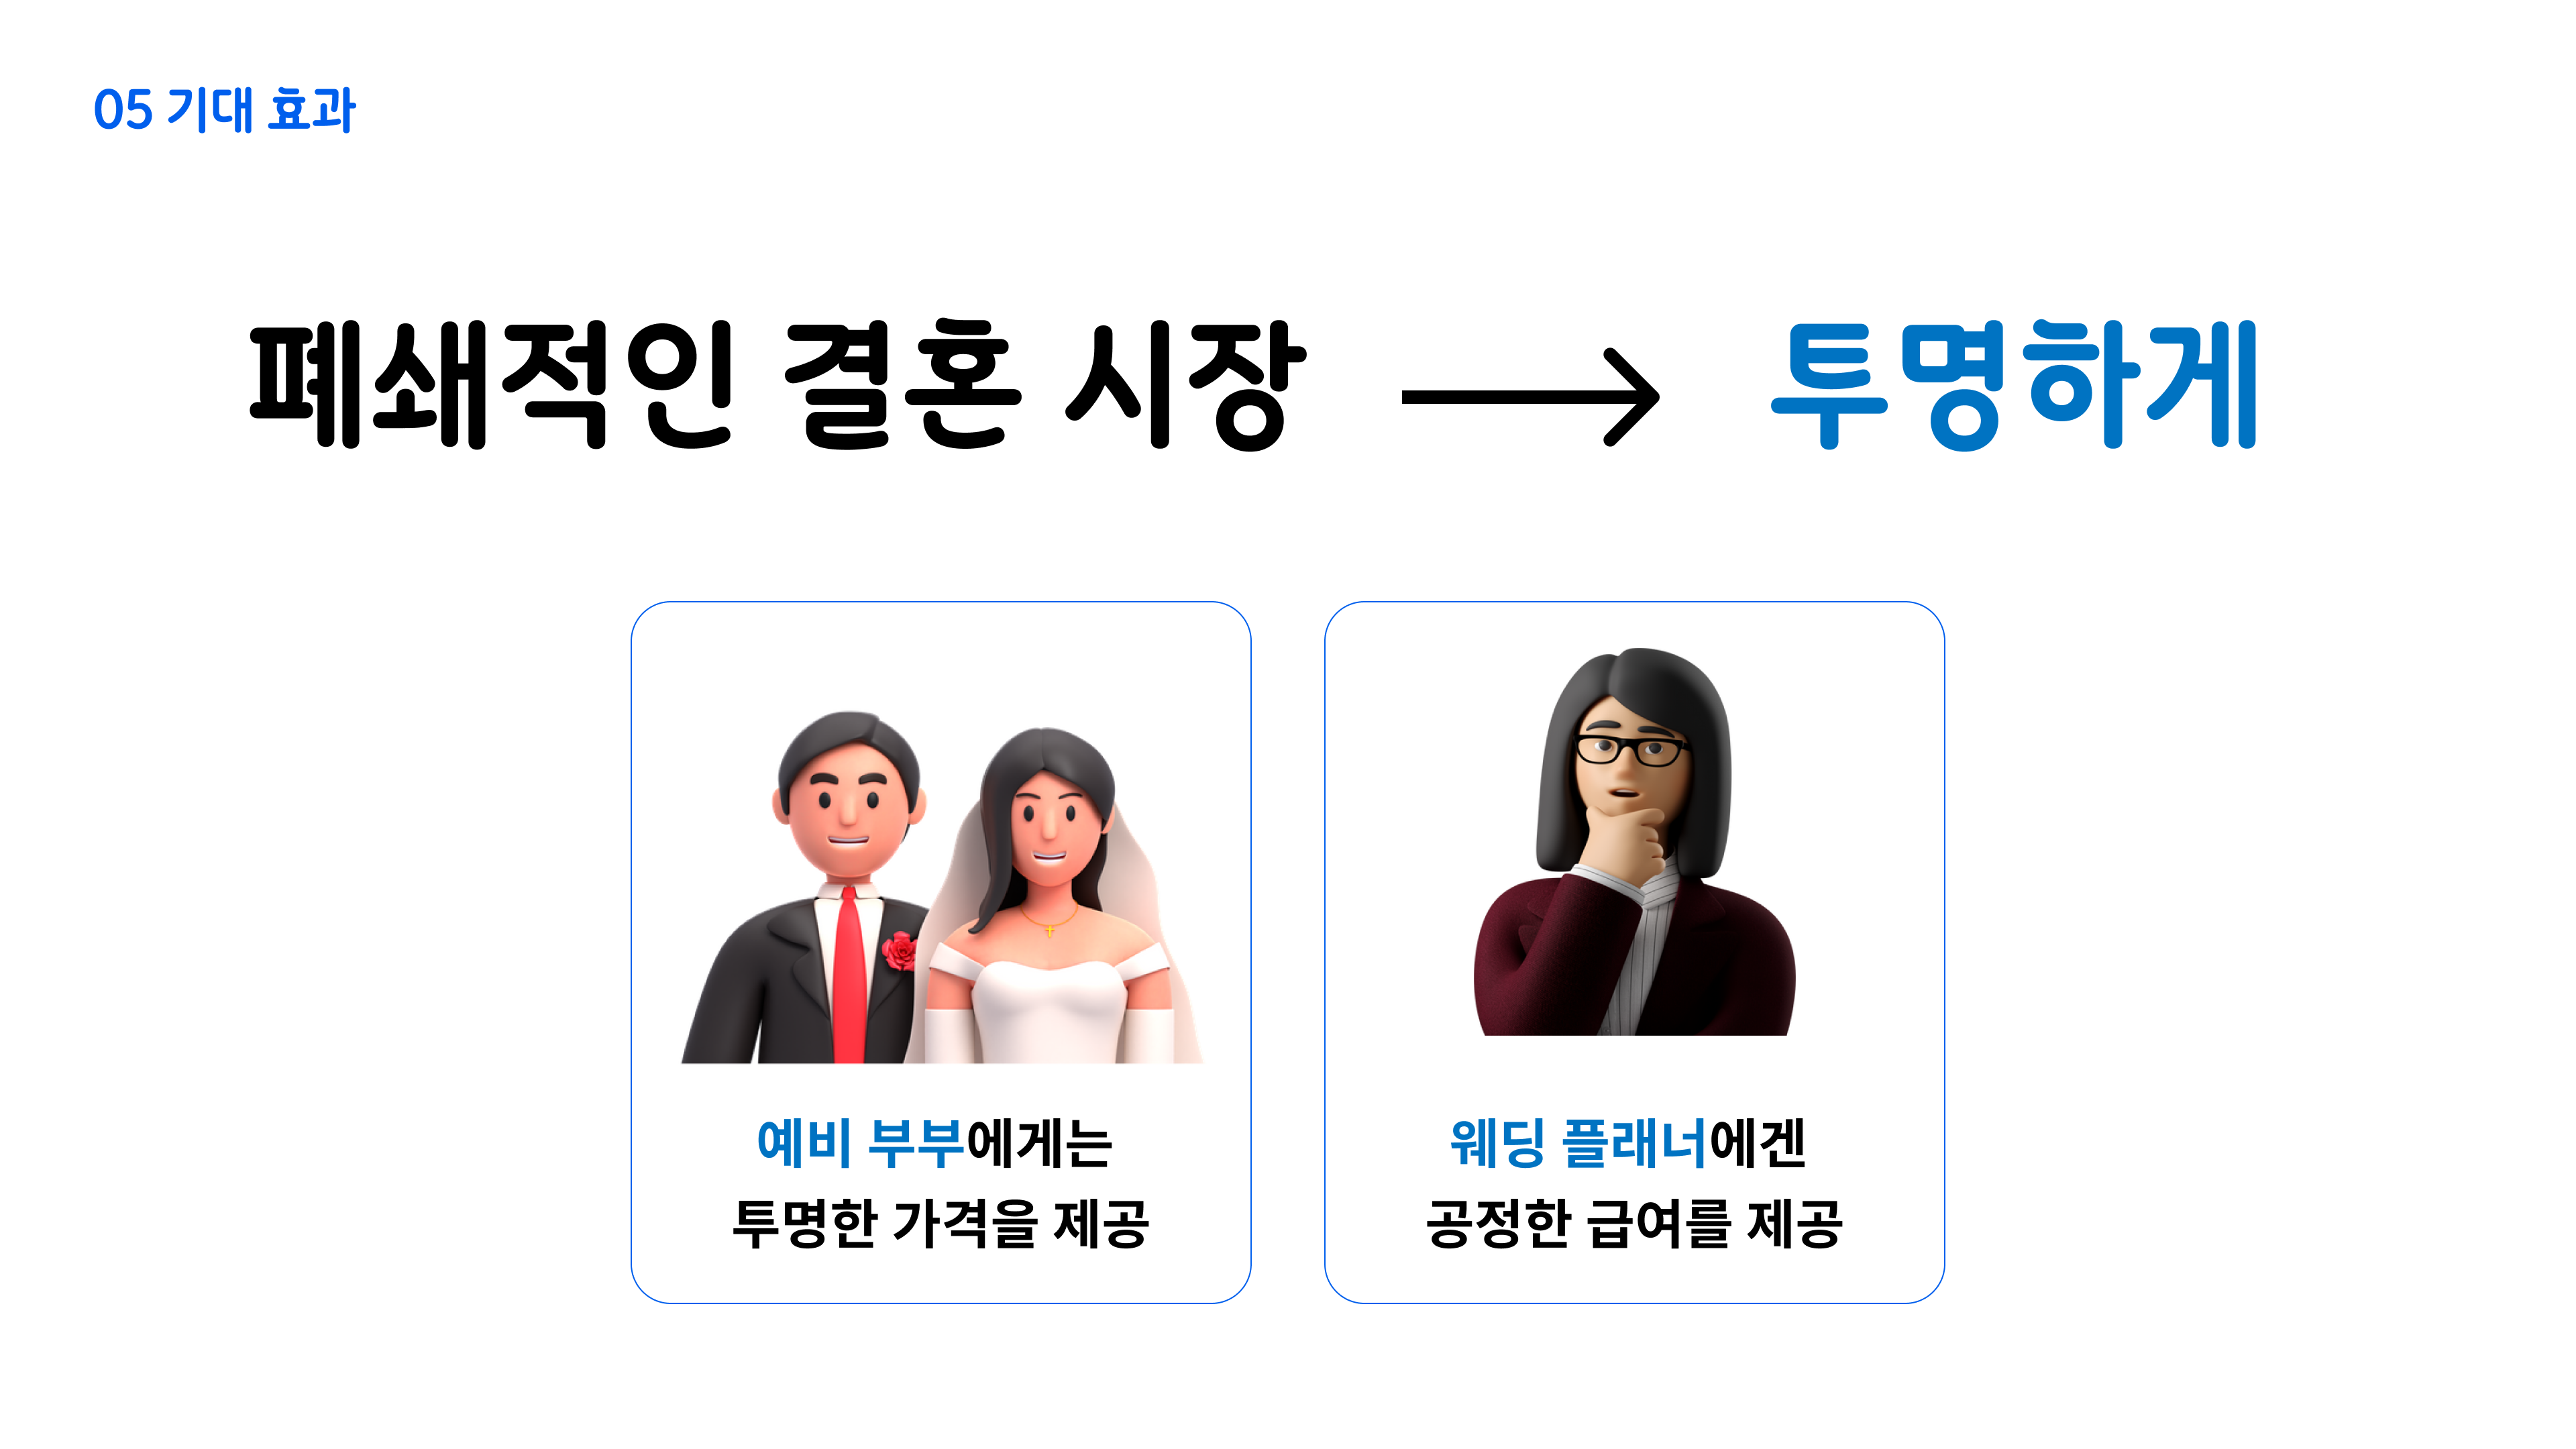 05 기대 효과
폐쇄적인 결혼 시장 → 투명하게
예비 부부에게는
투명한 가격을 제공
웨딩 플래너에겐
공정한 급여를 제공